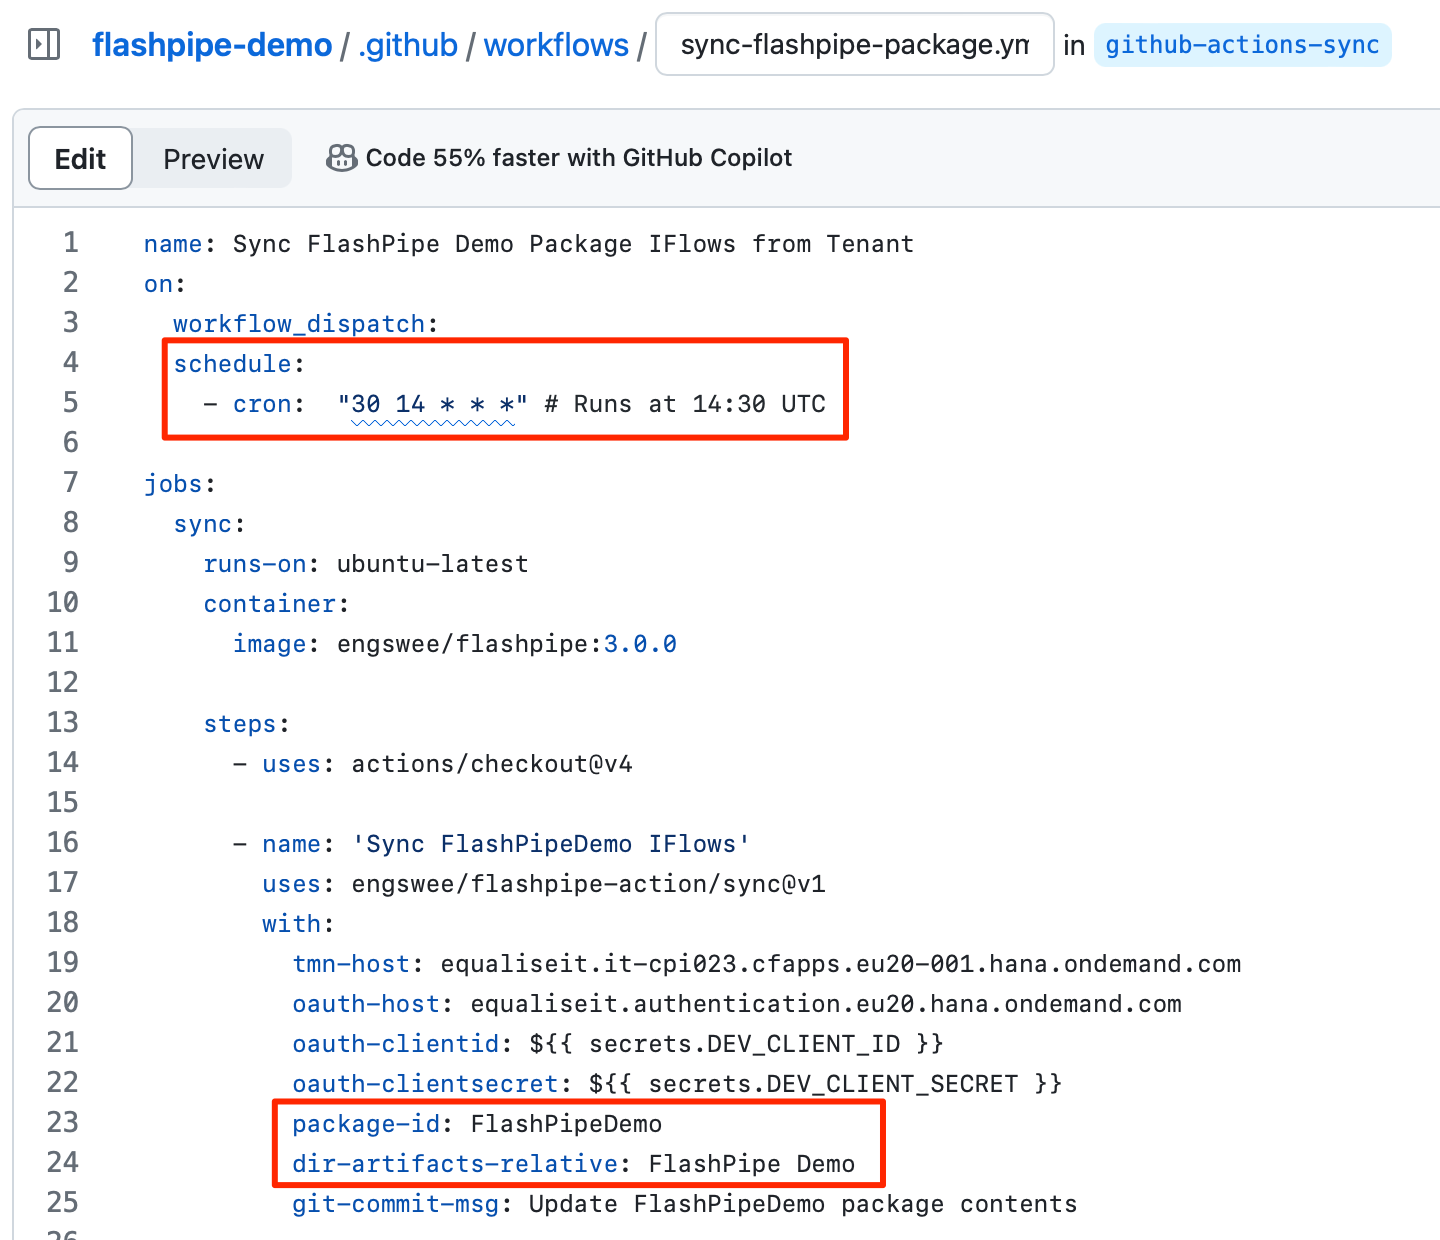 flashpipe-demo / .github / workflows / sync-flashpipe-package.ym in github-actions-sync
Edit Preview Code 55% faster with GitHub Copilot
1 name: Sync FlashPipe Demo Package IFlows from Tenant
2 on:
3 workflow_dispatch:
4 schedule:
5 - cron: "30 14 * * *" # Runs at 14:30 UTC
6
7 jobs:
8 sync:
9 runs-on: ubuntu-latest
10 container:
11 image: engswee/flashpipe:3.0.0
12
13 steps:
14 - uses: actions/checkout@v4
15
16 - name: 'Sync FlashPipeDemo IFlows'
17 uses: engswee/flashpipe-action/sync@v1
18 with:
19 tmn-host: equaliseit.it-cpi023.cfapps.eu20-001.hana.ondemand.com
20 oauth-host: equaliseit.authentication.eu20.hana.ondemand.com
21 oauth-clientid: ${{ secrets.DEV_CLIENT_ID }}
22 oauth-clientsecret: ${{ secrets.DEV_CLIENT_SECRET }}
23 package-id: FlashPipeDemo
24 dir-artifacts-relative: FlashPipe Demo
25 git-commit-msg: Update FlashPipeDemo package contents
26